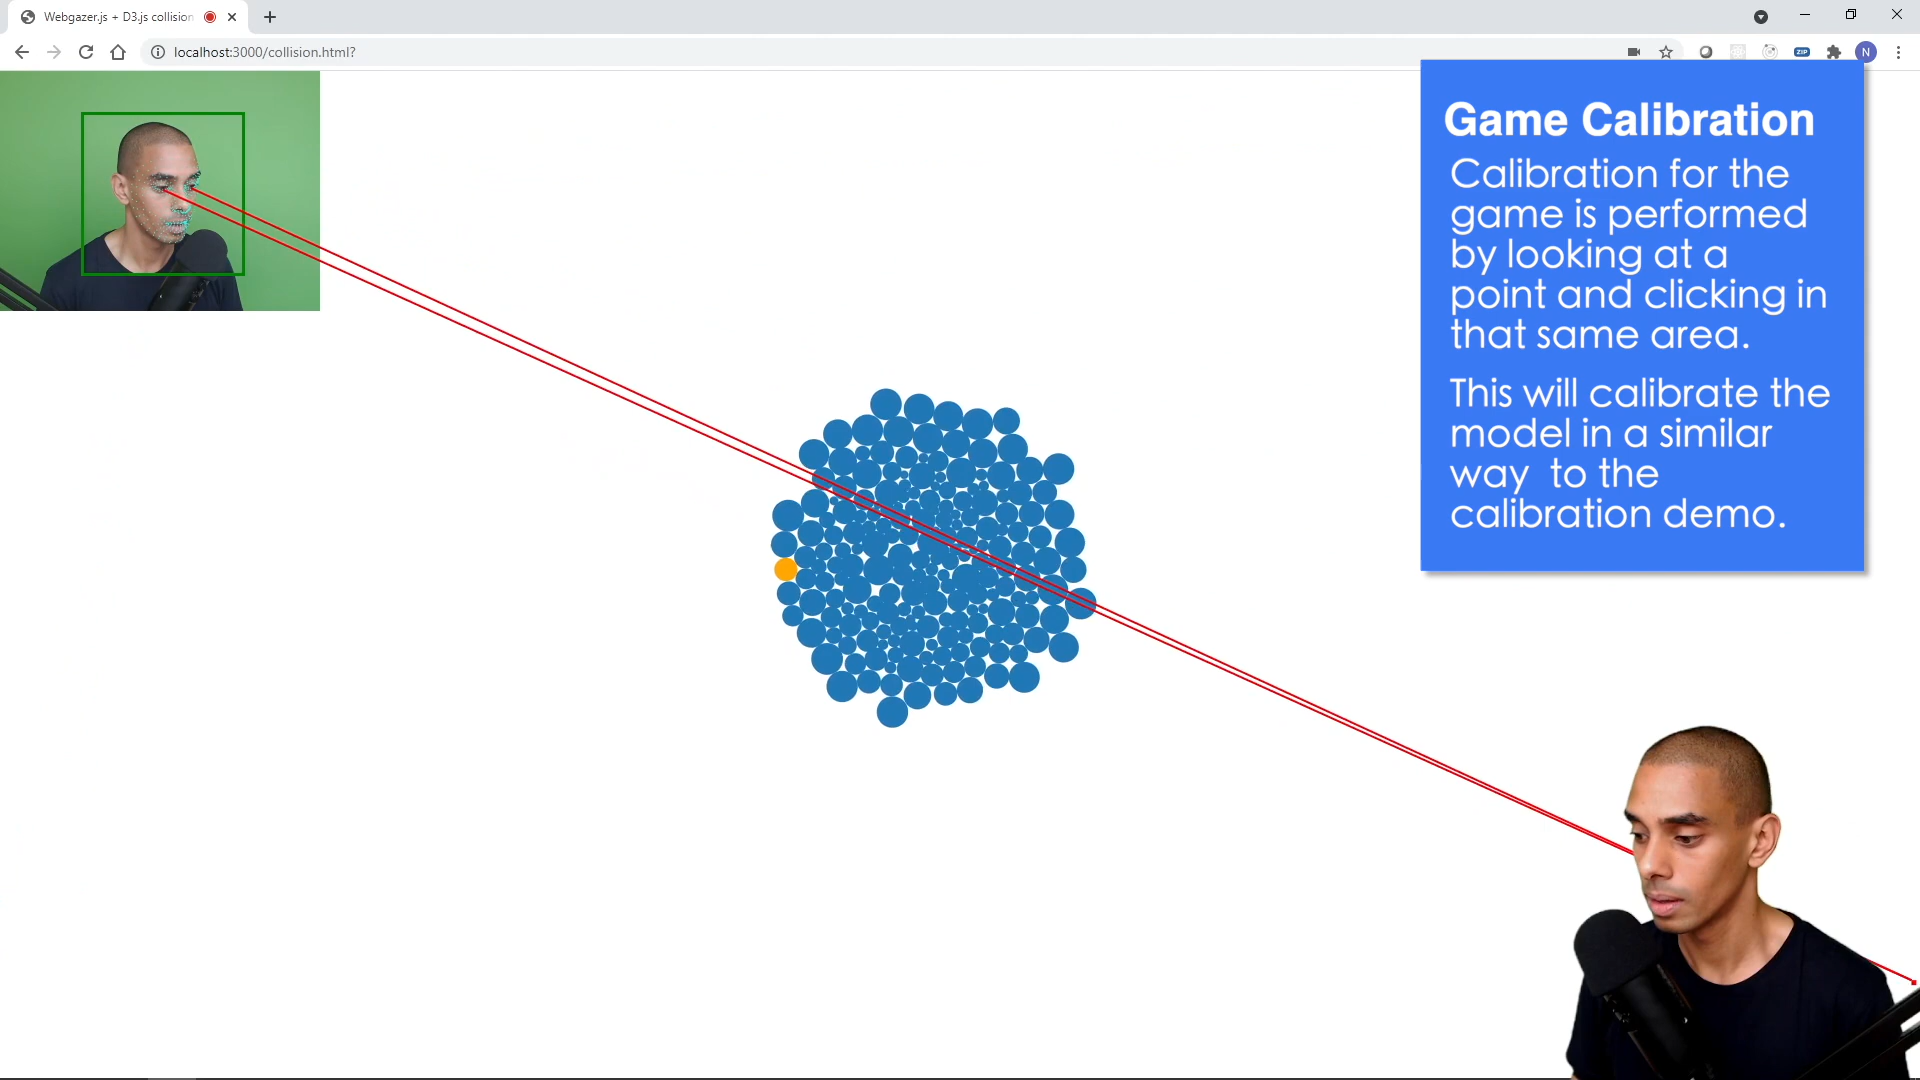 Webgazer.js + D3.js collision
localhost:3000/collision.html?
ZIP
N
Game Calibration
Calibration for the
game is performed
by looking at a
point and clicking in
that same area.
This will calibrate the
model in a similar
way to the
calibration demo.